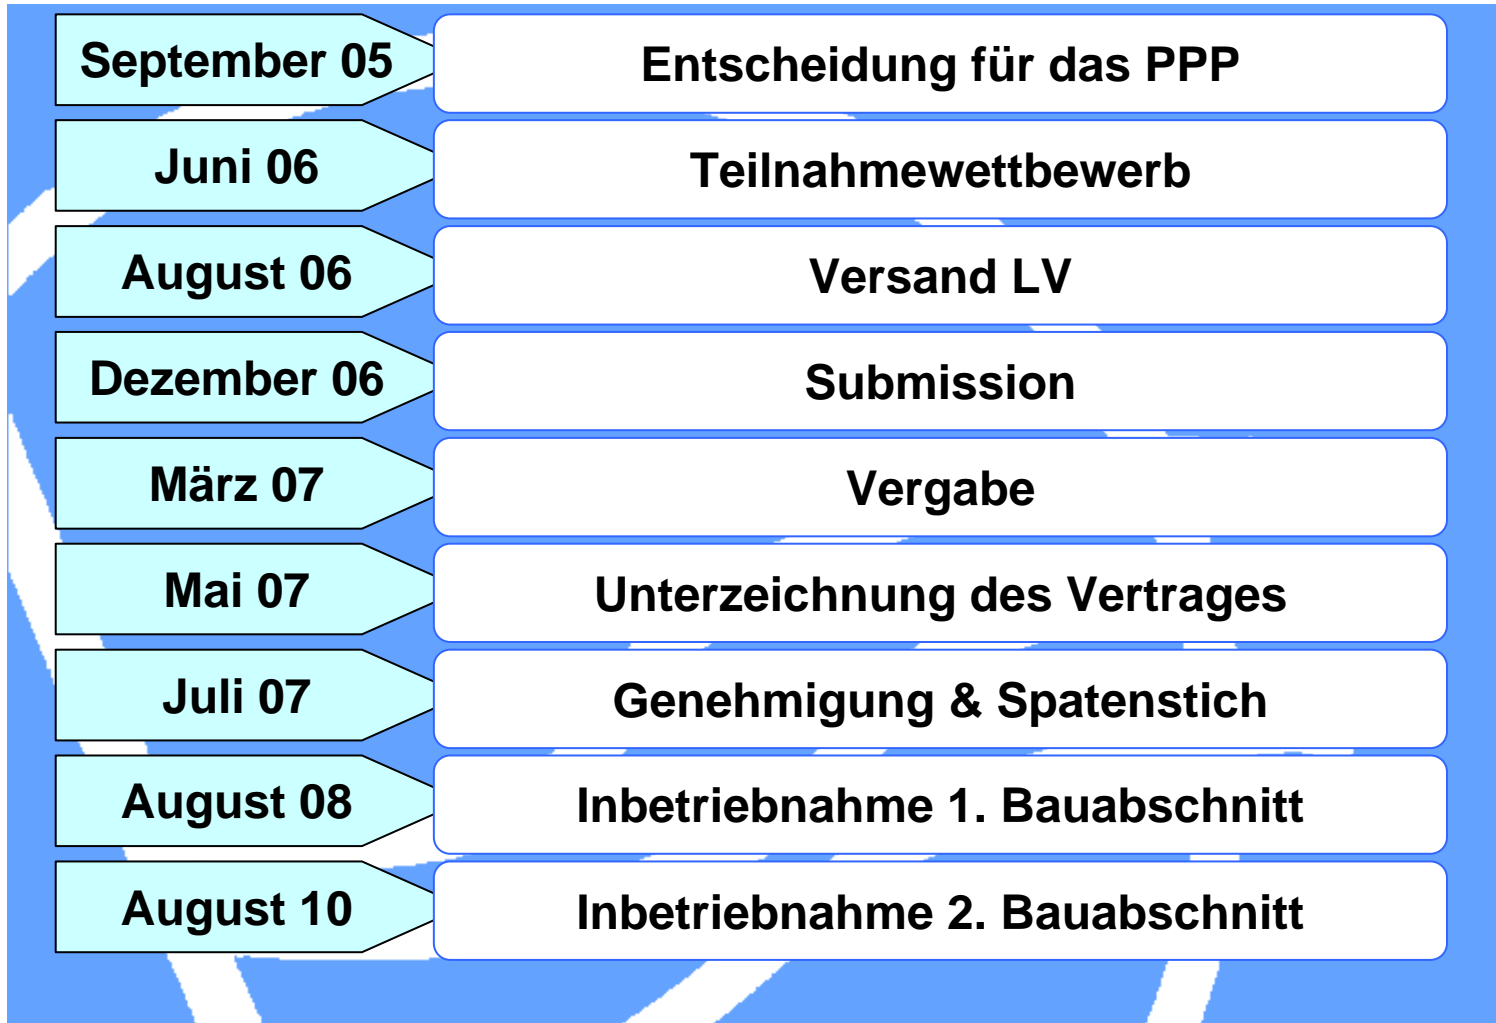 September 05
Entscheidung für das PPP
Juni 06
Teilnahmewettbewerb
August 06
Versand LV
Dezember 06
Submission
März 07
Vergabe
Mai 07
Unterzeichnung des Vertrages
Juli 07
Genehmigung & Spatenstich
August 08
Inbetriebnahme 1. Bauabschnitt
August 10
Inbetriebnahme 2. Bauabschnitt